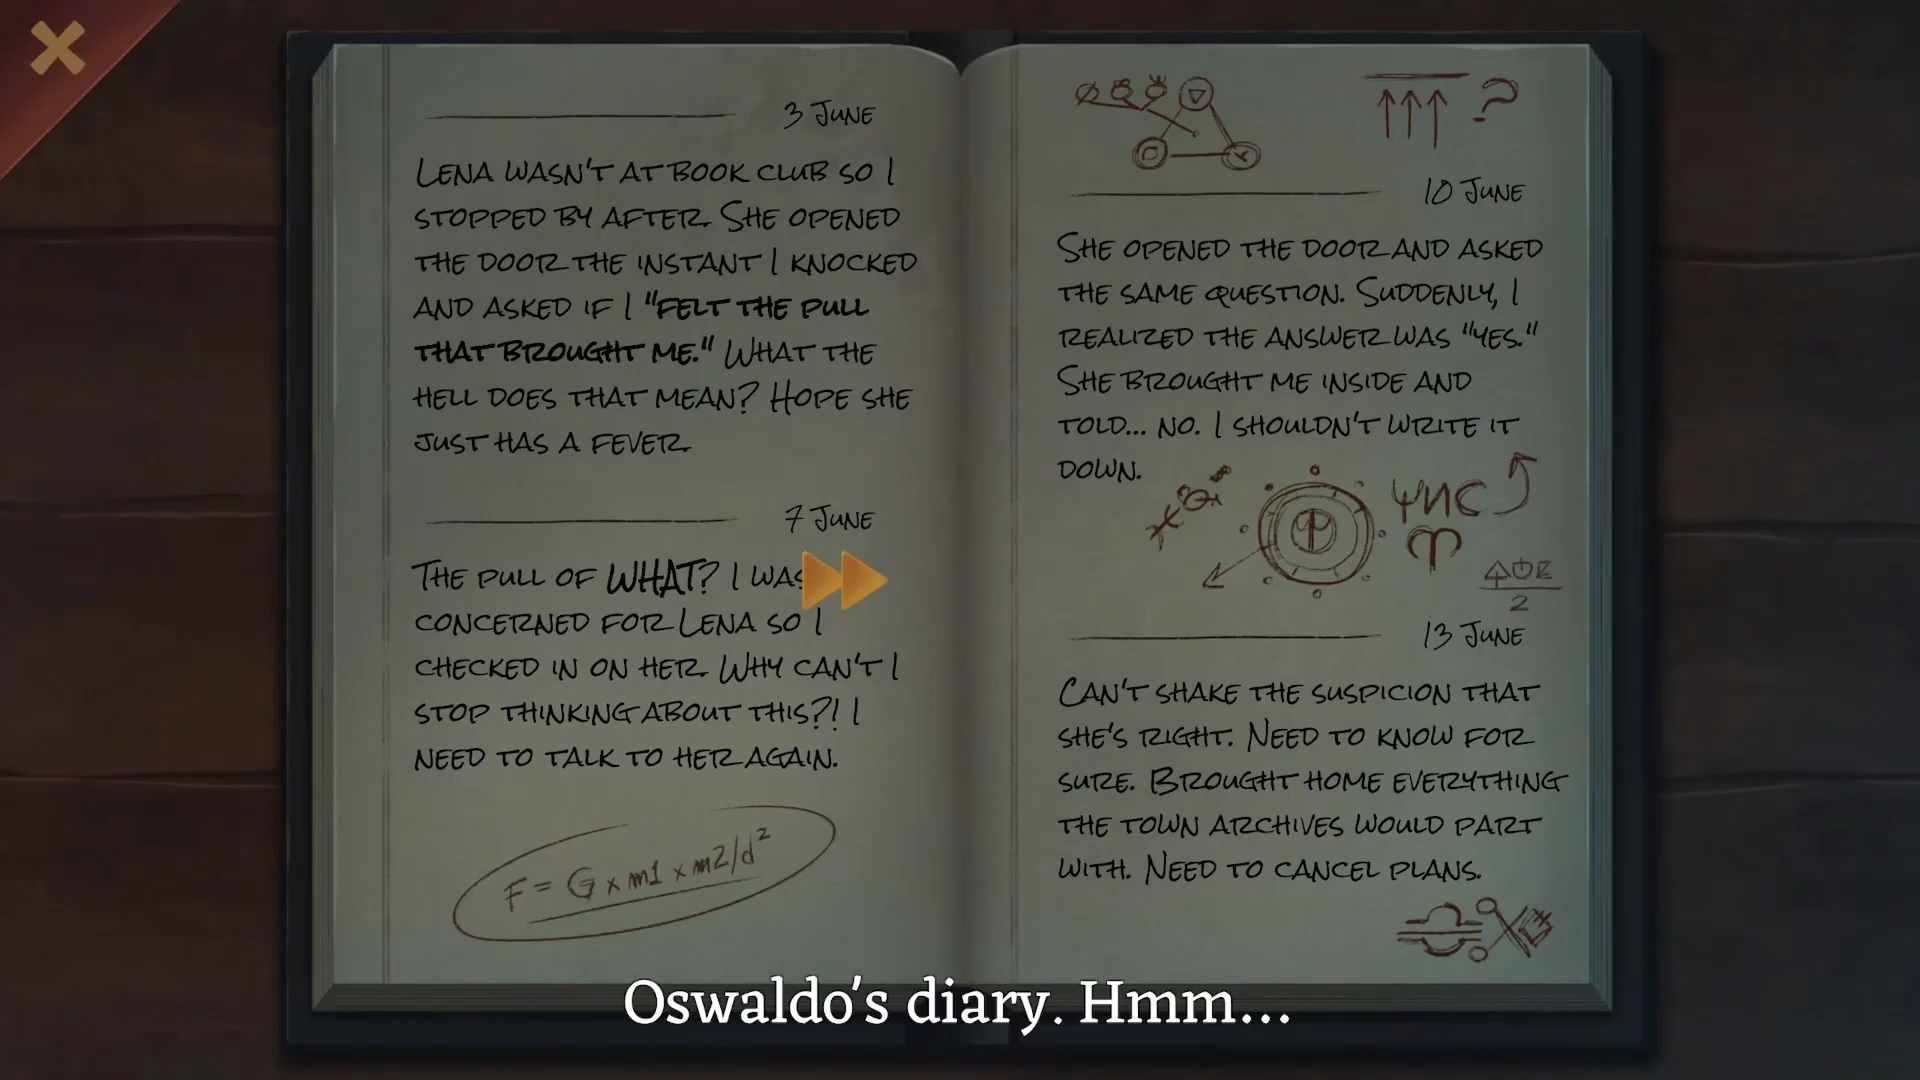 3 June
Lena wasn't at book club so I
stopped by after. She opened
the door the instant I knocked
and asked if I "felt the pull
that brought me." What the
hell does that mean? Hope she
just has a fever.
7 June
The pull of WHAT? I was
concerned for Lena so I
checked in on her. Why can't I
stop thinking about this?! I
need to talk to her again.
F = G x m1 x m2/d²
?
10 June
She opened the door and asked
the same question. Suddenly, I
realized the answer was "yes."
She brought me inside and
told... no. I shouldn't write it
down.
2
13 June
Can't shake the suspicion that
she's right. Need to know for
sure. Brought home everything
the town archives would part
with. Need to cancel plans.
Oswaldo's diary. Hmm...